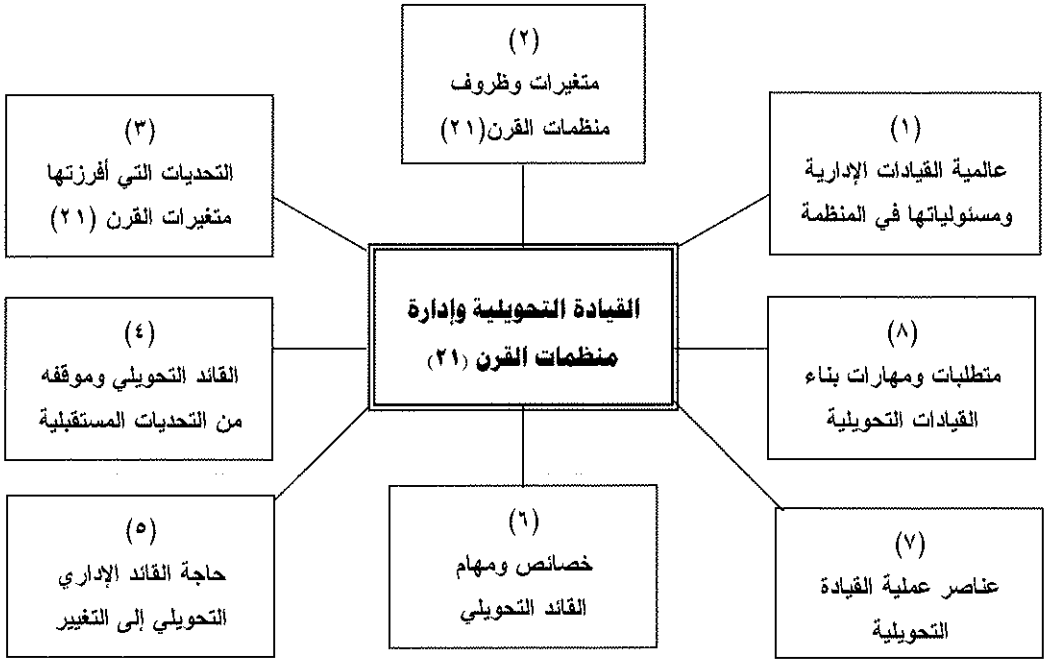 (١)
عالمية القيادات الإدارية
ومسئولياتها في المنظمة
(٢)
متغيرات وظروف
منظمات القرن(٢١)
(٣)
التحديات التي أفرزتها
متغيرات القرن (٢١)
القيادة التحويلية وإدارة
منظمات القرن (٢١)
(٤)
القائد التحويلي وموقفه
من التحديات المستقبلية
(٥)
حاجة القائد الإداري
التحويلي إلى التغيير
(٦)
خصائص ومهام
القائد التحويلي
(٧)
عناصر عملية القيادة
التحويلية
(٨)
متطلبات ومهارات بناء
القيادات التحويلية